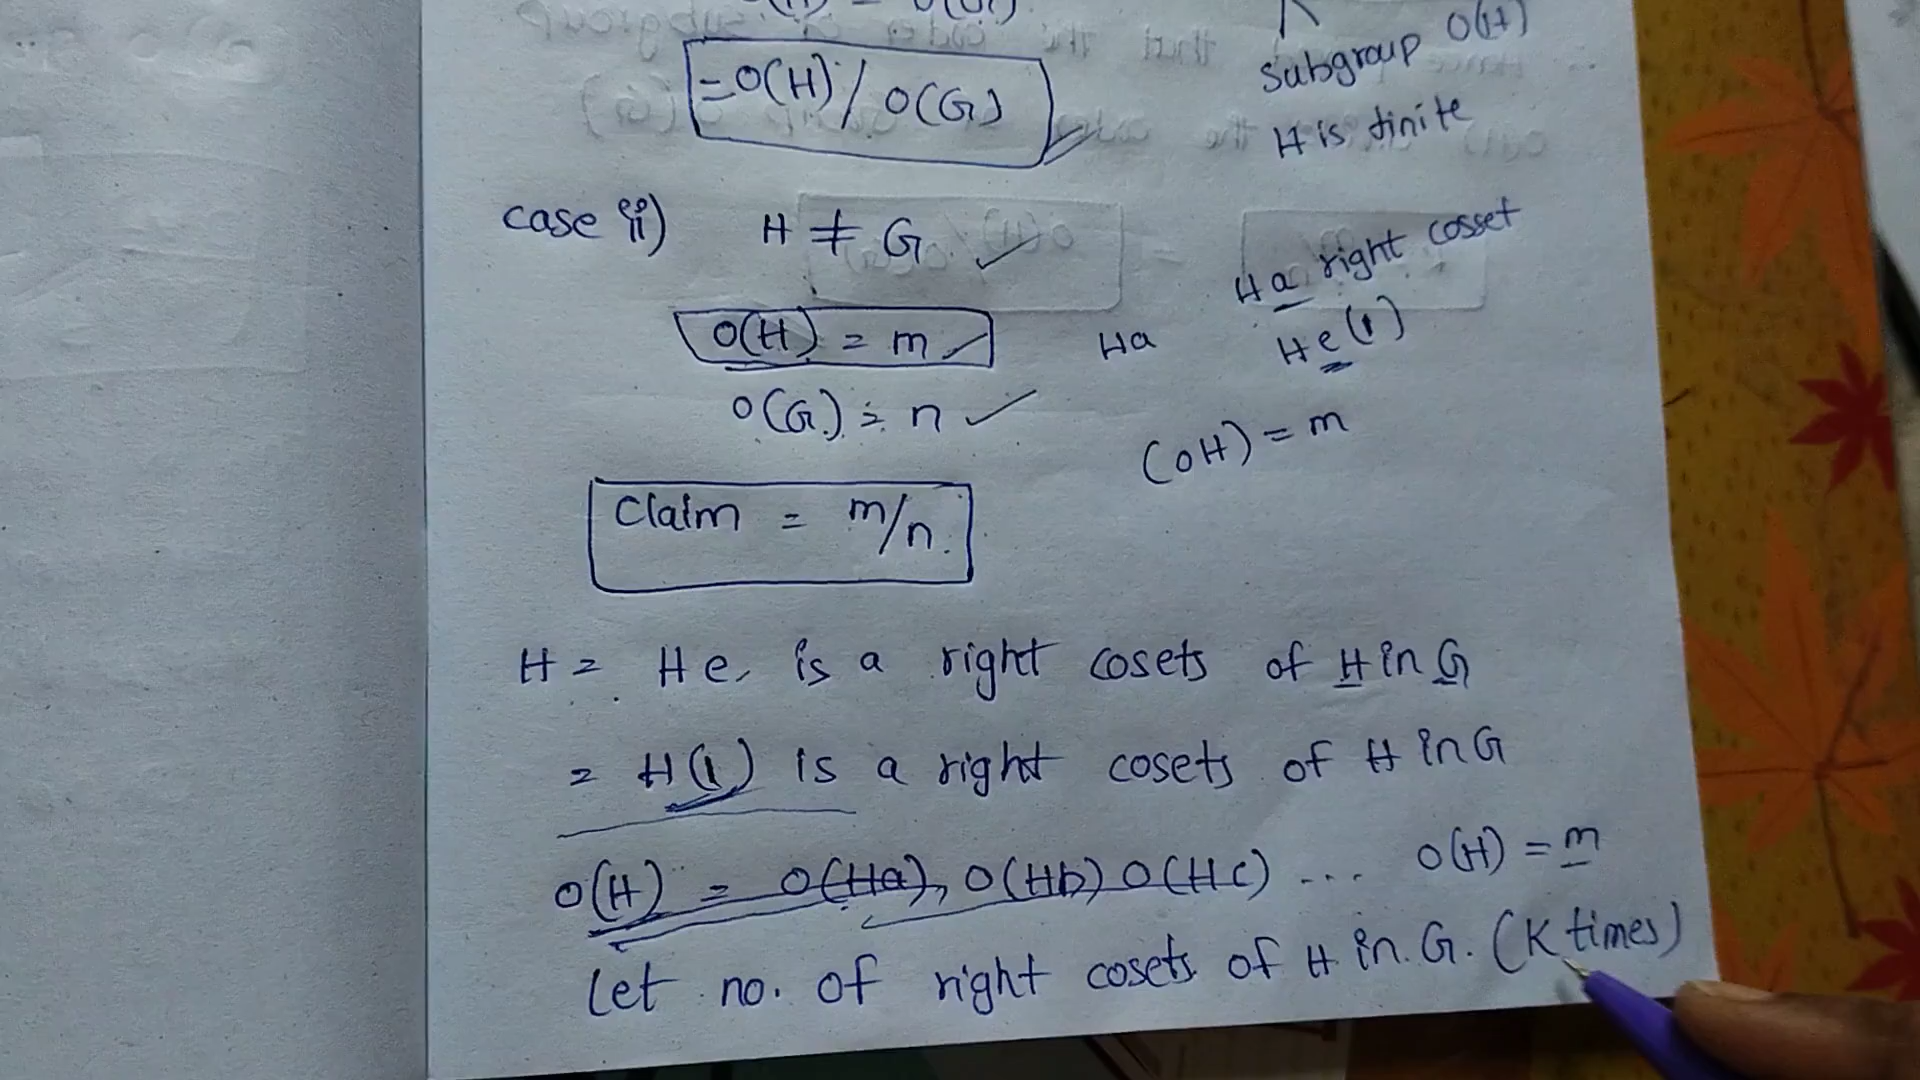 =O(H) / O(G)
subgroup O(H)
H is finite
case ii) H ≠ G
Ha right cosset
He(1)
O(H) = m
Ha
O(G) = n
(OH) = m
Claim = m/n.
H = He is a right cosets of H in G
= H(1) is a right cosets of H in G
O(H) = O(Ha), O(Hb) O(Hc) ... O(H) = m
Let no. of right cosets of H in G. (K times)